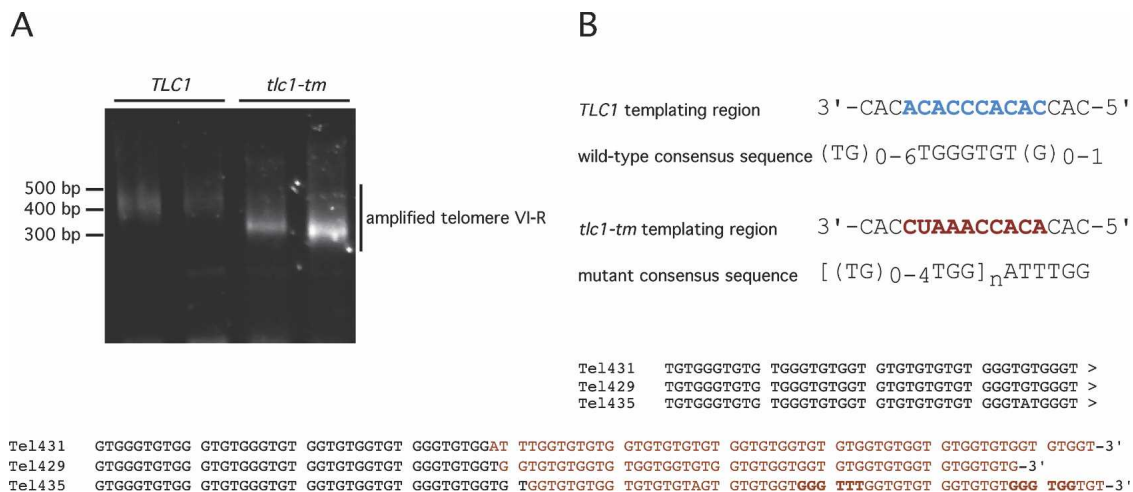 A
B
TLC1 tlc1-tm
500 bp
400 bp
300 bp
amplified telomere VI-R
TLC1 templating region 3'-CACACACCCACACCAC-5'
wild-type consensus sequence (TG)0-6TGGGTGT(G)0-1
tlc1-tm templating region 3'-CACCUAAACCACACAC-5'
mutant consensus sequence [(TG)0-4TGG]nATTTGG
Tel431 TGTGGGTGTG TGGGTGTGGT GTGTGTGTGT GGGTGTGGGT >
Tel429 TGTGGGTGTG TGGGTGTGGT GTGTGTGTGT GGGTGTGGGT >
Tel435 TGTGGGTGTG TGGGTGTGGT GTGTGTGTGT GGGTATGGGT >
Tel431 GTGGGTGTGG GTGTGGGTGT GGTGTGGTGT GGGTGTGGAT TTGGTGTGTG GTGTGTGTGT GGTGTGGTGT GTGGTGTGGT GTGGTGTGGT GTGGT-3'
Tel429 GTGGGTGTGG GTGTGGGTGT GGTGTGGTGT GGGTGTGGTG GTGTGTGGTG TGGTGGTGTG GTGTGGTGGT GTGGTGTGGT GTGGTGTG-3'
Tel435 GTGGGTGTGG GTGTGGGTGT GGTGTGGTGT GGGTGTGGTG TGGTGTGTGG TGTGTGTAGT GTGTGGTGGG TTTGGTGTGT GGTGTGTGGG TGGTGT-3'